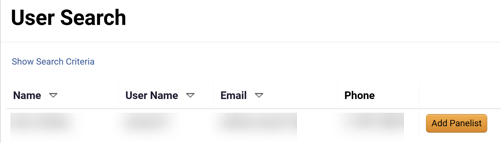 User Search
Show Search Criteria
Name User Name Email Phone
Add Panelist